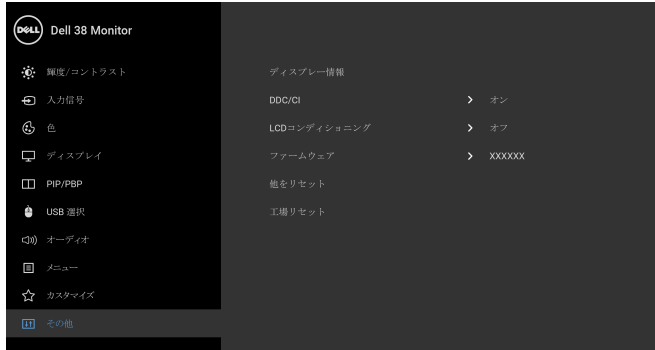 DELL Dell 38 Monitor
輝度/コントラスト
入力信号
色
ディスプレイ
PIP/PBP
USB 選択
オーディオ
メニュー
カスタマイズ
その他
ディスプレー情報
DDC/CI オン
LCDコンディショニング オフ
ファームウェア XXXXXX
他をリセット
工場リセット